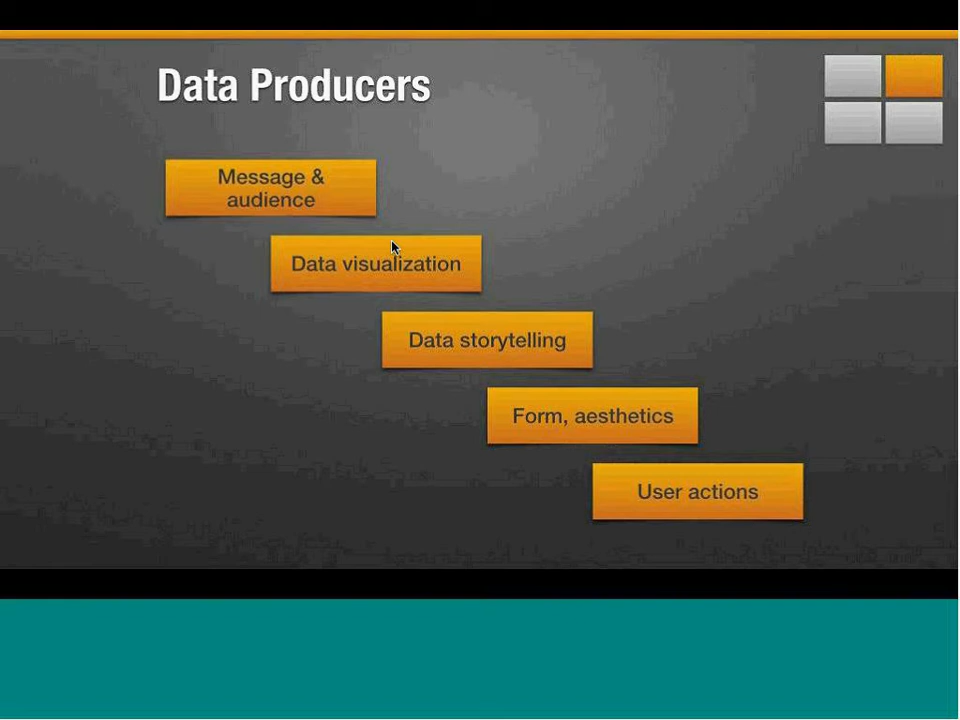 Data Producers
Message &
audience
Data visualization
Data storytelling
Form, aesthetics
User actions